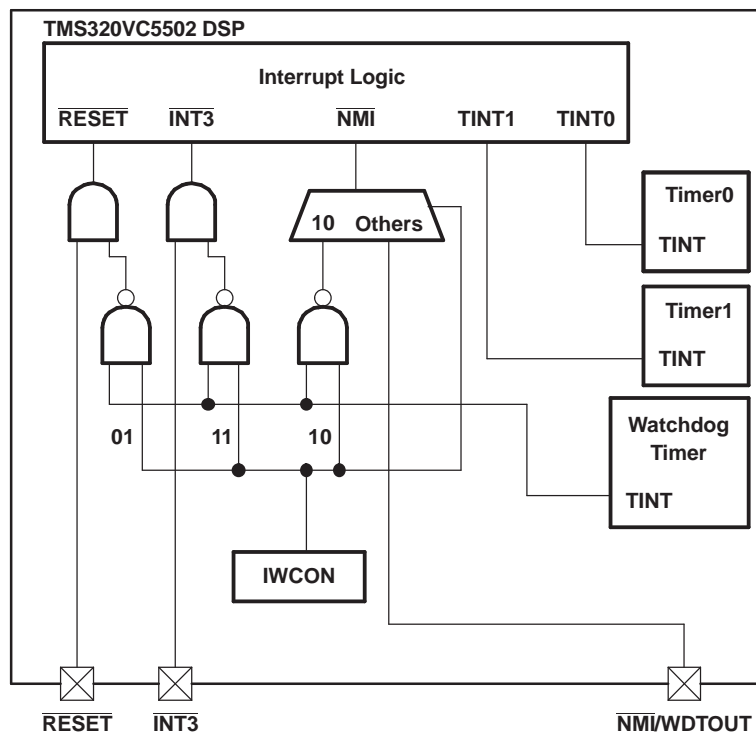 TMS320VC5502 DSP
Interrupt Logic
RESET INT3 NMI TINT1 TINT0
10 Others
Timer0
TINT
Timer1
TINT
01 11 10
Watchdog
Timer
TINT
IWCON
RESET INT3 NMI/WDTOUT